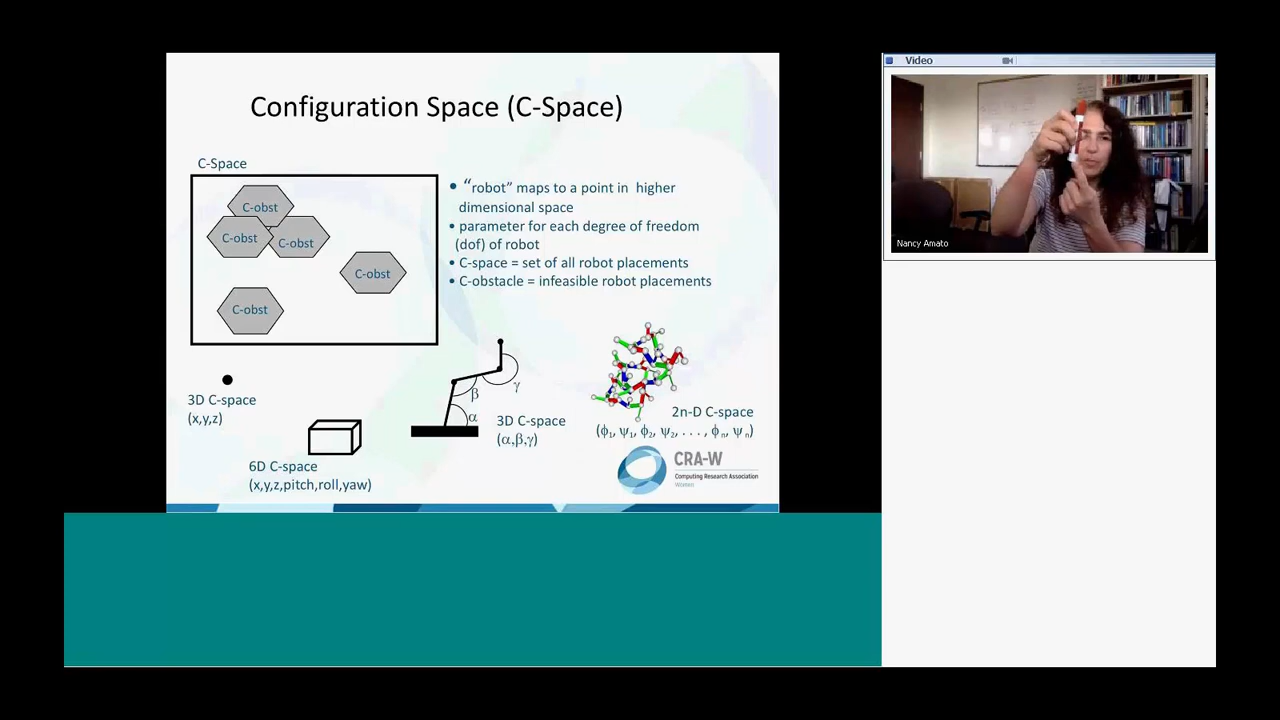 Configuration Space (C-Space)
C-Space
C-obst
C-obst
C-obst
C-obst
C-obst
• “robot” maps to a point in higher
dimensional space
• parameter for each degree of freedom
(dof) of robot
• C-space = set of all robot placements
• C-obstacle = infeasible robot placements
3D C-space
(x,y,z)
6D C-space
(x,y,z,pitch,roll,yaw)
α
β
γ
3D C-space
(α,β,γ)
2n-D C-space
(ϕ₁, ψ₁, ϕ₂, ψ₂, . . . , ϕₙ, ψₙ)
CRA-W
Computing Research Association
Women
Video
Nancy Amato